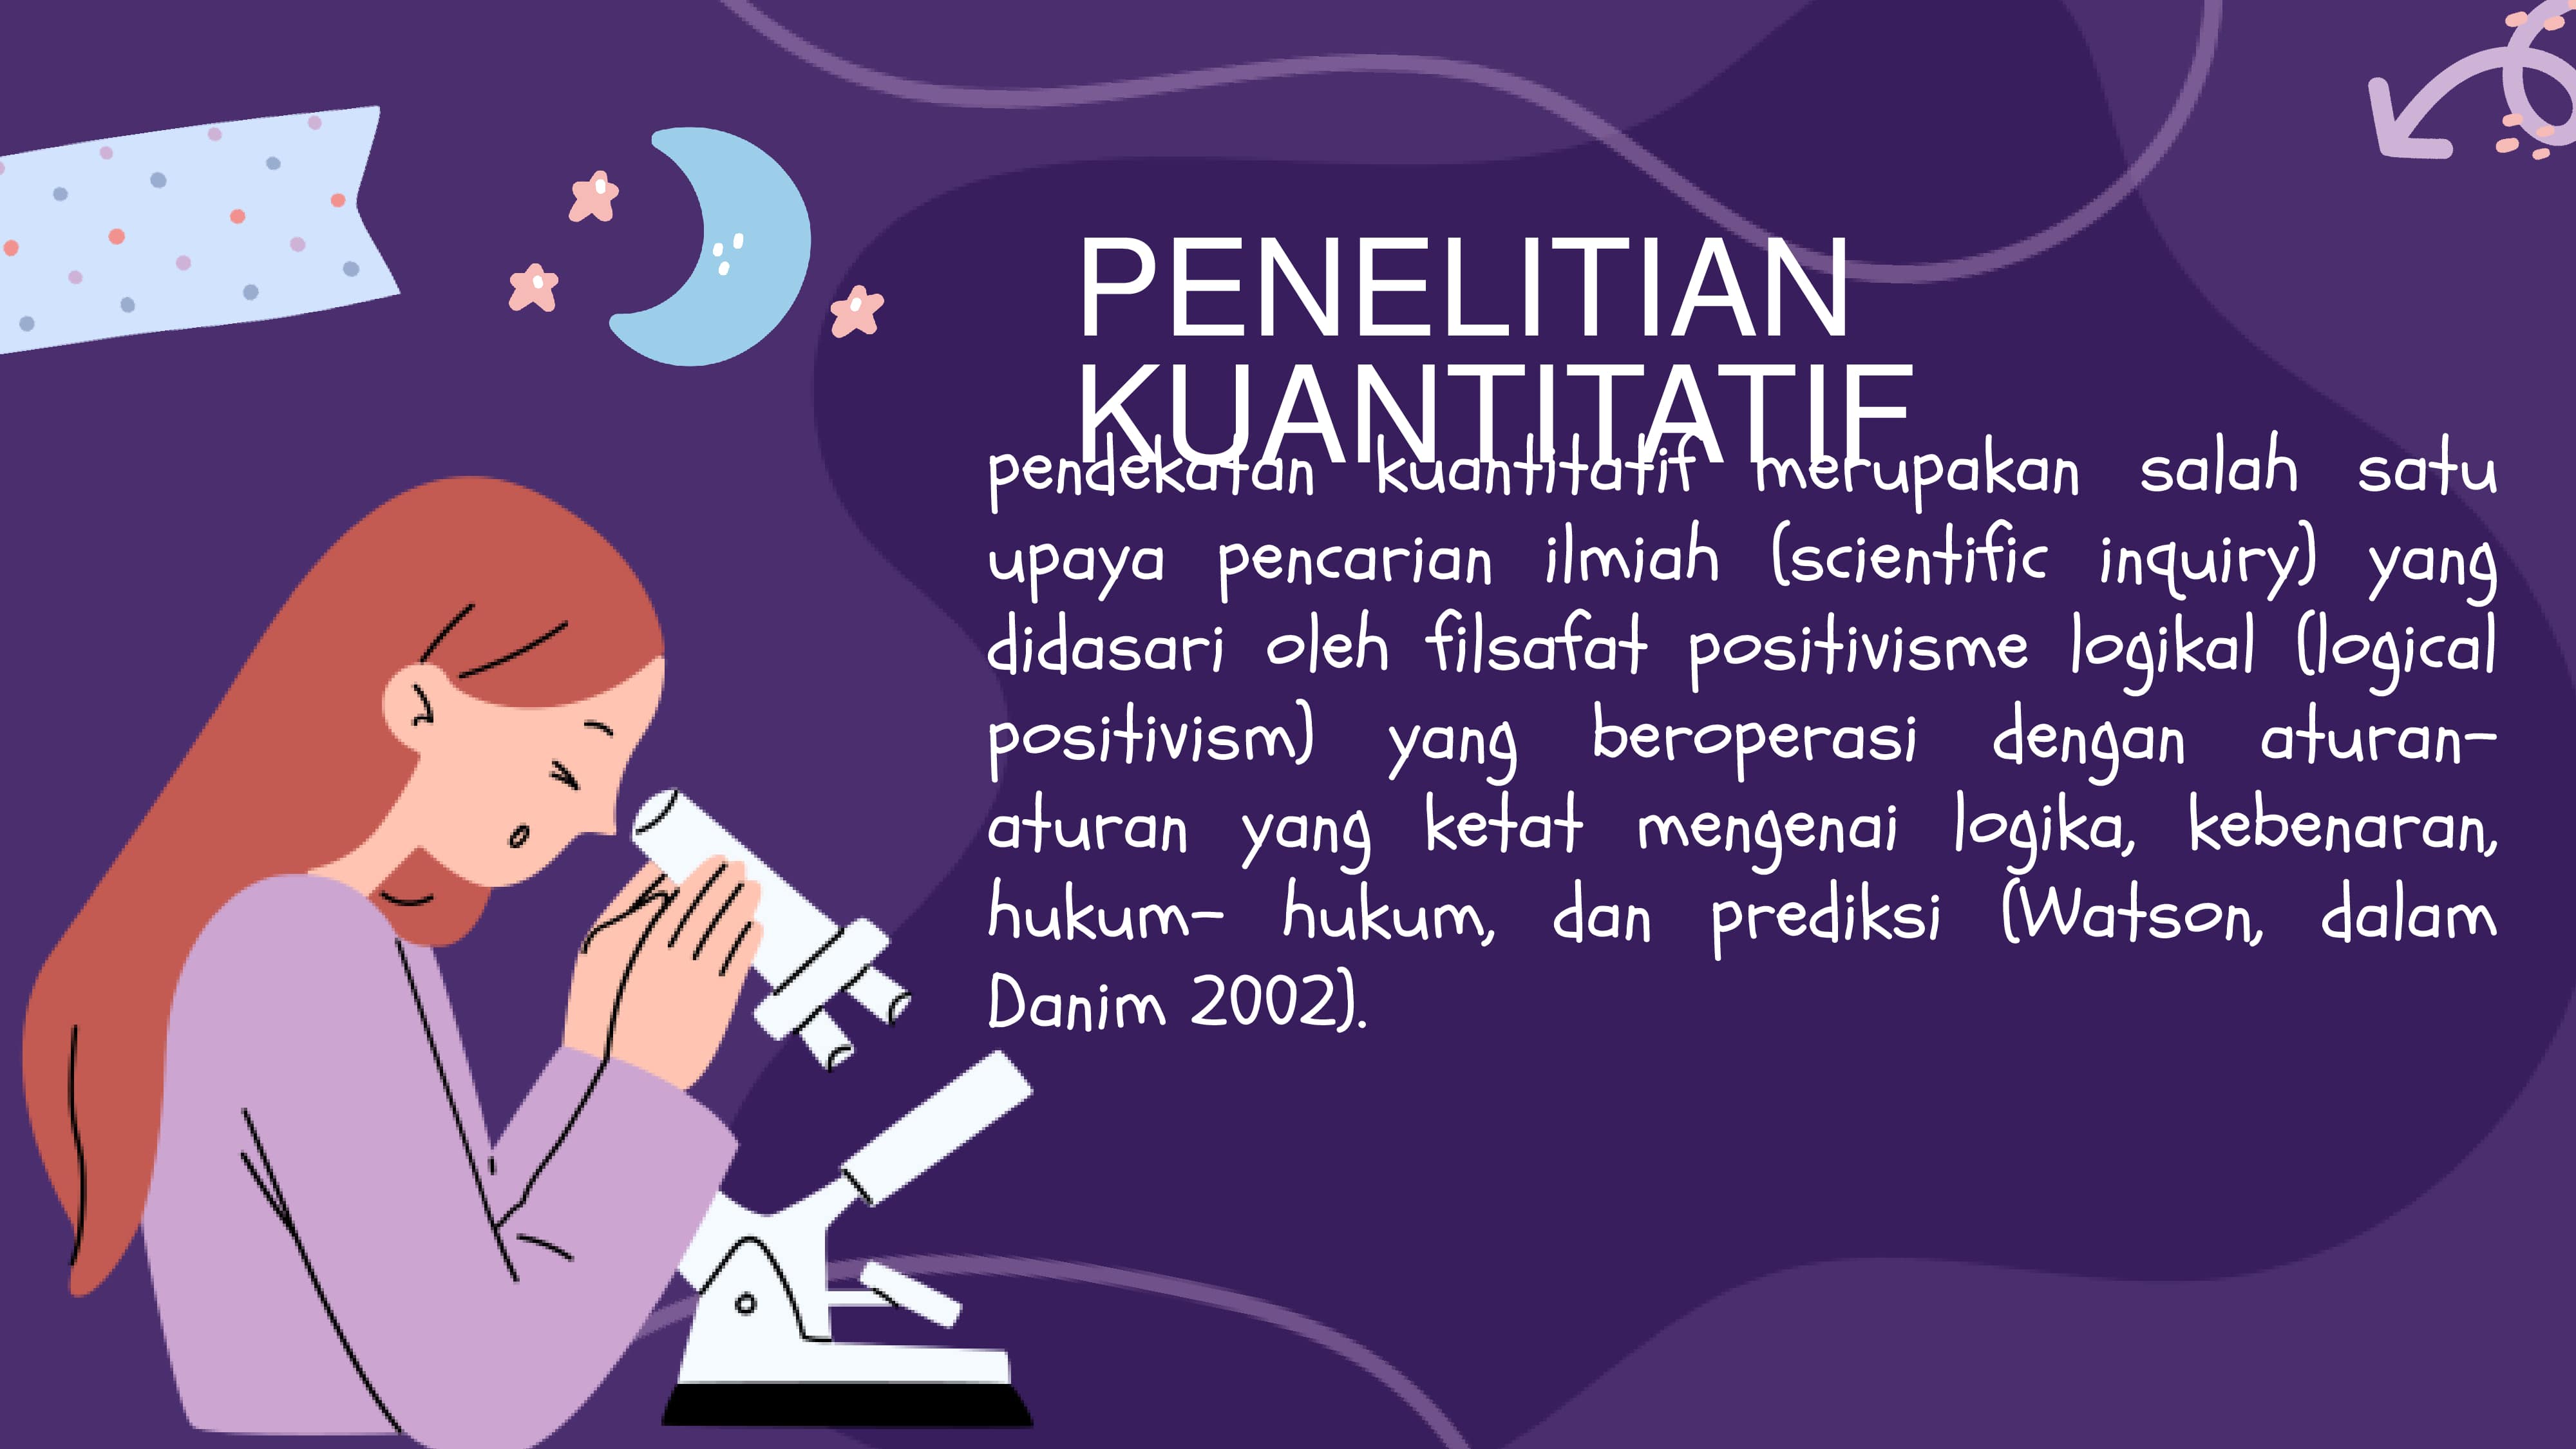 PENELITIAN
KUANTITATIF
pendekatan kuantitatif merupakan salah satu
upaya pencarian ilmiah (scientific inquiry) yang
didasari oleh filsafat positivisme logikal (logical
positivism) yang beroperasi dengan aturan-
aturan yang ketat mengenai logika, kebenaran,
hukum- hukum, dan prediksi (Watson, dalam
Danim 2002).